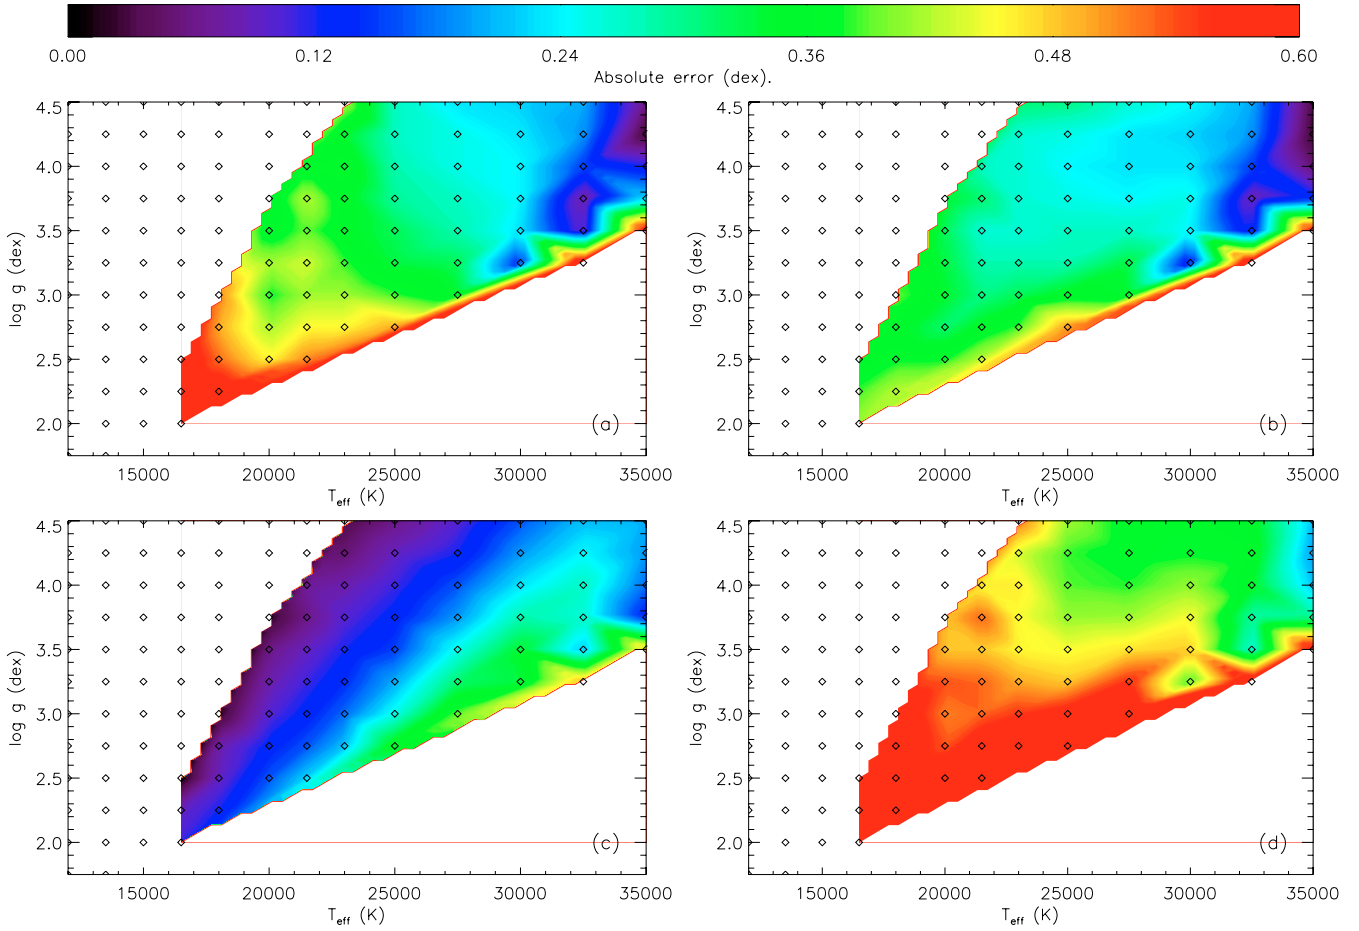 0.00 0.12 0.24 0.36 0.48 0.60
Absolute error (dex).
4.5
4.0
3.5
3.0
2.5
2.0
log g (dex)
(a)
15000 20000 25000 30000 35000
Teff (K)
4.5
4.0
3.5
3.0
2.5
2.0
log g (dex)
(b)
15000 20000 25000 30000 35000
Teff (K)
4.5
4.0
3.5
3.0
2.5
2.0
log g (dex)
(c)
15000 20000 25000 30000 35000
Teff (K)
4.5
4.0
3.5
3.0
2.5
2.0
log g (dex)
(d)
15000 20000 25000 30000 35000
Teff (K)